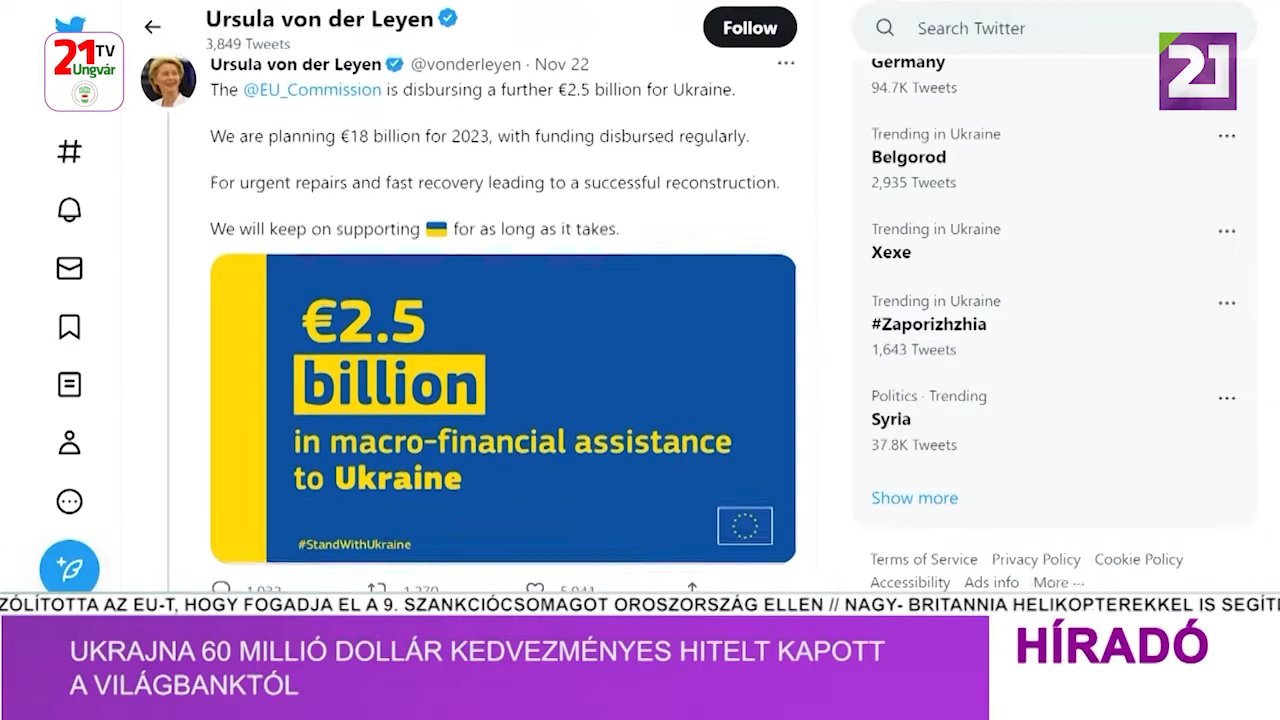 Ursula von der Leyen
3,849 Tweets
Follow
Search Twitter
21 TV
Ungvár
21
Ursula von der Leyen @vonderleyen · Nov 22
The @EU_Commission is disbursing a further €2.5 billion for Ukraine.
We are planning €18 billion for 2023, with funding disbursed regularly.
For urgent repairs and fast recovery leading to a successful reconstruction.
We will keep on supporting 🇺🇦 for as long as it takes.
€2.5
billion
in macro-financial assistance
to Ukraine
#StandWithUkraine
Germany
94.7K Tweets
Trending in Ukraine
Belgorod
2,935 Tweets
Trending in Ukraine
Xexe
Trending in Ukraine
#Zaporizhzhia
1,643 Tweets
Politics · Trending
Syria
37.8K Tweets
Show more
Terms of Service Privacy Policy Cookie Policy
Accessibility Ads info More ...
ZÓLÍTOTTA AZ EU-T, HOGY FOGADJA EL A 9. SZANKCIÓCSOMAGOT OROSZORSZÁG ELLEN // NAGY- BRITANNIA HELIKOPTEREKKEL IS SEGÍT
UKRAJNA 60 MILLIÓ DOLLÁR KEDVEZMÉNYES HITELT KAPOTT
A VILÁGBANKTÓL
HÍRADÓ